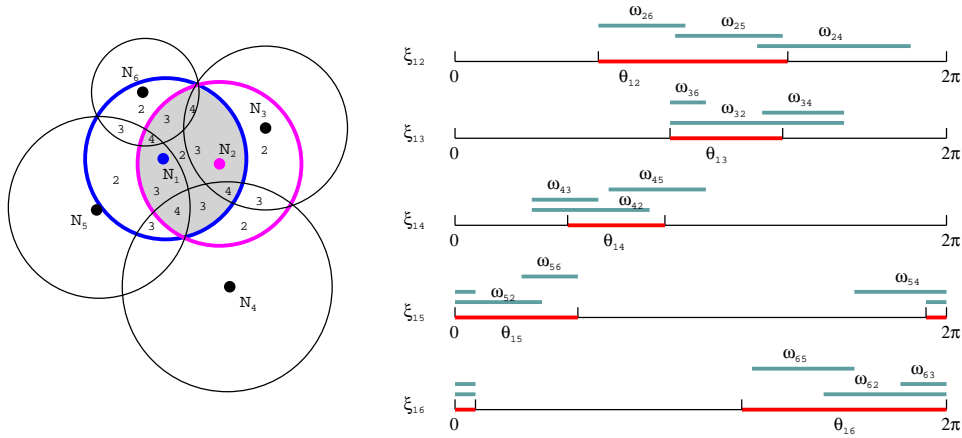 N₆
2
3
4
3
4
N₃
2
3
2
N₂
N₁
2
3
4
4
3
3
3
2
N₅
N₄
ξ₁₂
ω₂₆
ω₂₅
ω₂₄
0
θ₁₂
2π
ξ₁₃
ω₃₆
ω₃₂
ω₃₄
0
θ₁₃
2π
ξ₁₄
ω₄₃
ω₄₅
ω₄₂
0
θ₁₄
2π
ξ₁₅
ω₅₆
ω₅₂
ω₅₄
0
θ₁₅
2π
ξ₁₆
ω₆₅
ω₆₂
ω₆₃
0
θ₁₆
2π